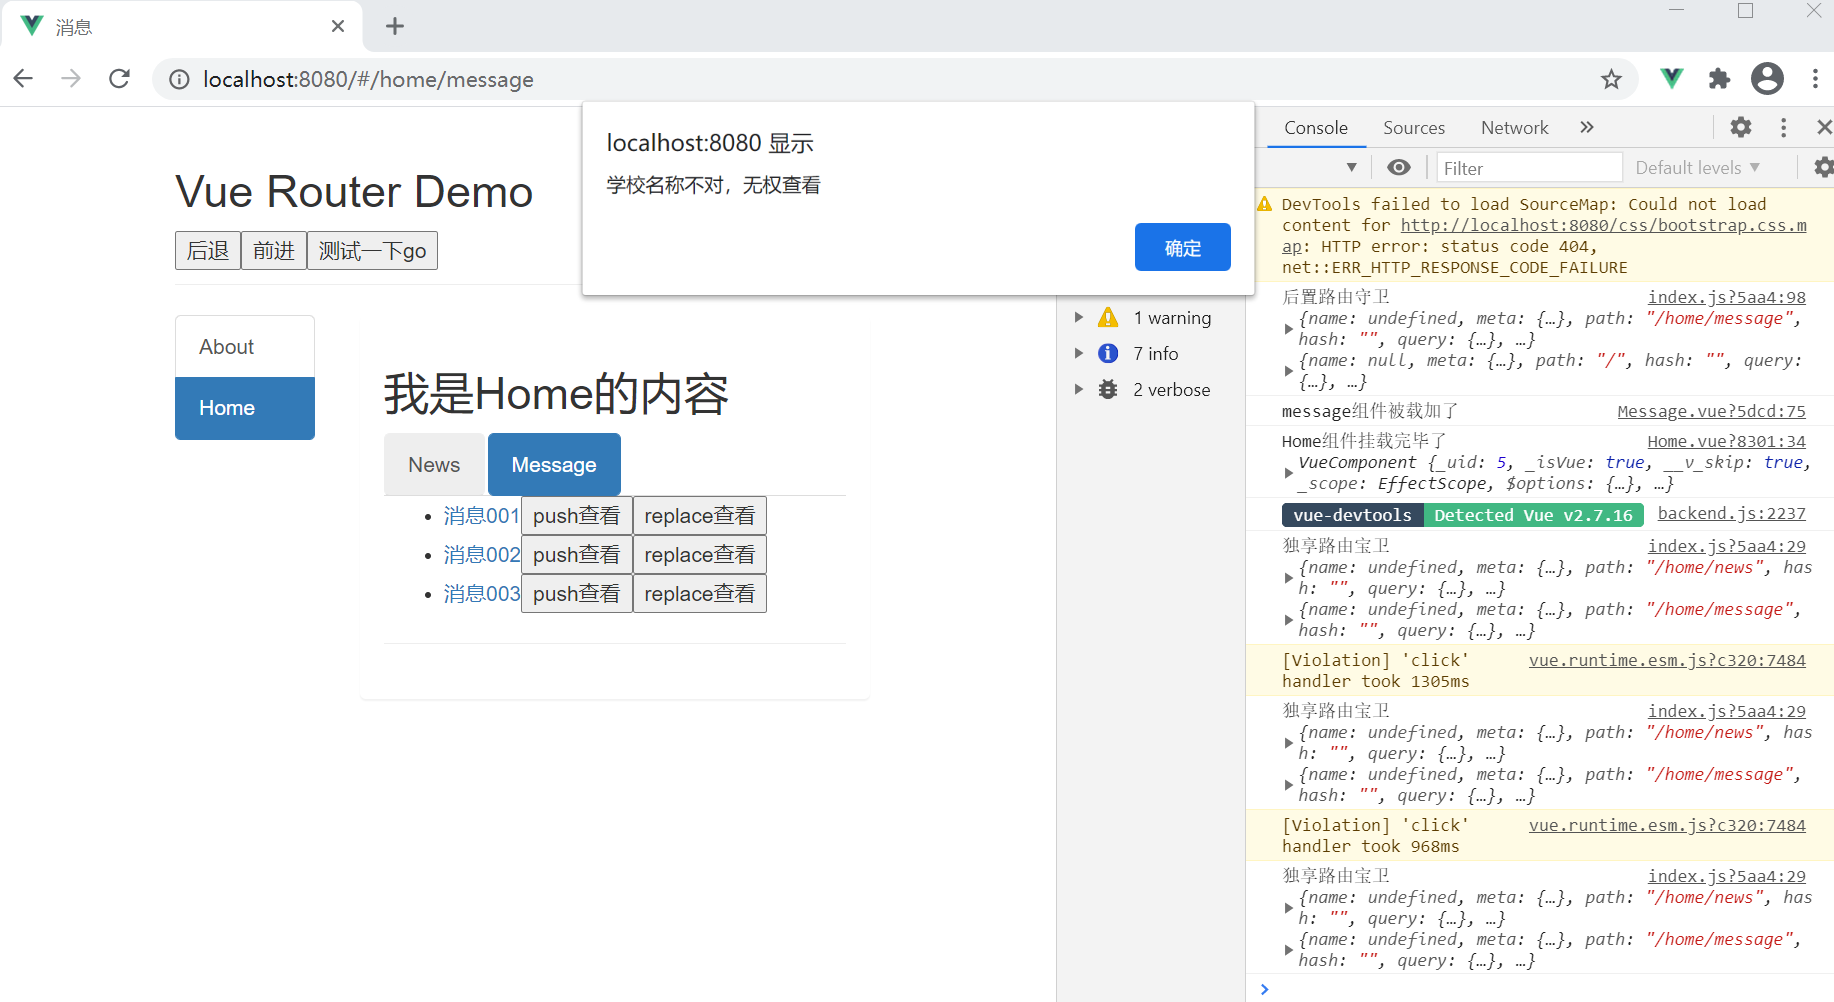 消息
localhost:8080/#/home/message
localhost:8080 显示
学校名称不对，无权查看
确定
Vue Router Demo
后退 前进 测试一下go
About
Home
我是Home的内容
News Message
消息001 push查看 replace查看
消息002 push查看 replace查看
消息003 push查看 replace查看
1 warning
7 info
2 verbose
Console Sources Network
Filter Default levels
DevTools failed to load SourceMap: Could not load
content for http://localhost:8080/css/bootstrap.css.m
ap: HTTP error: status code 404,
net::ERR_HTTP_RESPONSE_CODE_FAILURE
后置路由守卫 index.js?5aa4:98
{name: undefined, meta: {…}, path: "/home/message",
hash: "", query: {…}, …}
{name: null, meta: {…}, path: "/", hash: "", query:
{…}, …}
message组件被载加了 Message.vue?5dcd:75
Home组件挂载完毕了 Home.vue?8301:34
VueComponent {_uid: 5, _isVue: true, __v_skip: true,
_scope: EffectScope, $options: {…}, …}
vue-devtools Detected Vue v2.7.16 backend.js:2237
独享路由宝卫 index.js?5aa4:29
{name: undefined, meta: {…}, path: "/home/news", has
h: "", query: {…}, …}
{name: undefined, meta: {…}, path: "/home/message",
hash: "", query: {…}, …}
[Violation] 'click' vue.runtime.esm.js?c320:7484
handler took 1305ms
独享路由宝卫 index.js?5aa4:29
{name: undefined, meta: {…}, path: "/home/news", has
h: "", query: {…}, …}
{name: undefined, meta: {…}, path: "/home/message",
hash: "", query: {…}, …}
[Violation] 'click' vue.runtime.esm.js?c320:7484
handler took 968ms
独享路由宝卫 index.js?5aa4:29
{name: undefined, meta: {…}, path: "/home/news", has
h: "", query: {…}, …}
{name: undefined, meta: {…}, path: "/home/message",
hash: "", query: {…}, …}